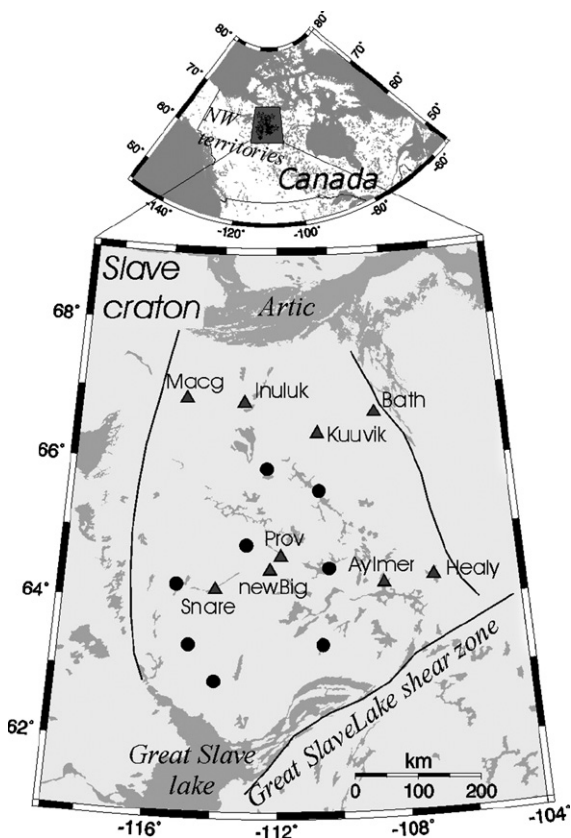 80°
80°
70°
70°
60°
60°
50°
50°
-140°
-120°
-100°
-80°
-60°
NW
territories
Canada
Slave
craton
Artic
68°
66°
64°
62°
Macg
Inuluk
Bath
Kuuvik
Prov
newBig
Aylmer
Healy
Snare
Great SlaveLake shear zone
Great Slave
lake
km
0
100
200
-116
-112
-108
-104